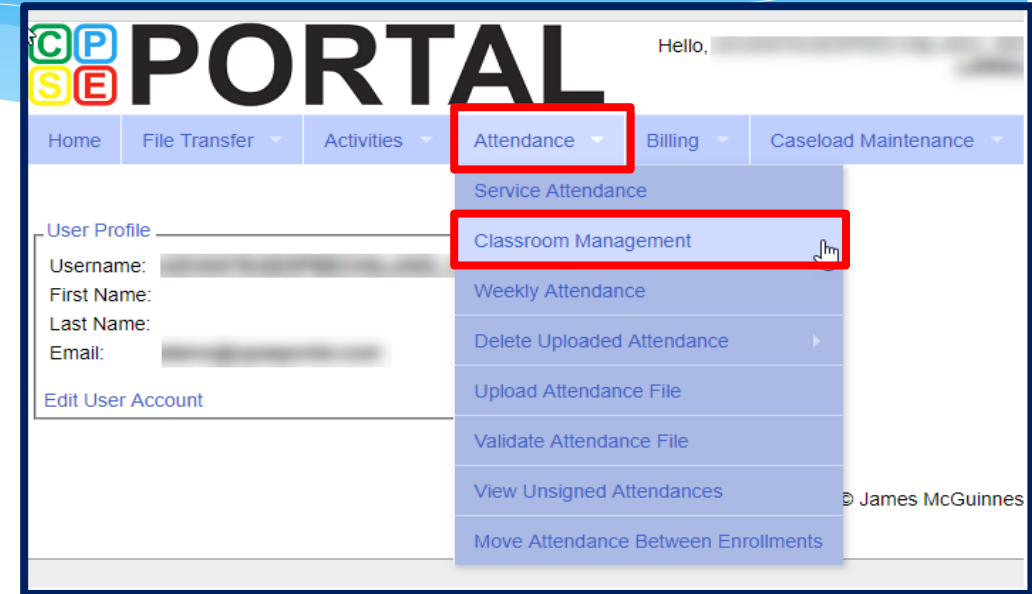 CP
SE
PORTAL
Hello,
Home File Transfer Activities Attendance Billing Caseload Maintenance
Service Attendance
User Profile
Classroom Management
Username:
First Name:
Weekly Attendance
Last Name:
Delete Uploaded Attendance
Email:
Edit User Account
Upload Attendance File
Validate Attendance File
View Unsigned Attendances
© James McGuinnes
Move Attendance Between Enrollments